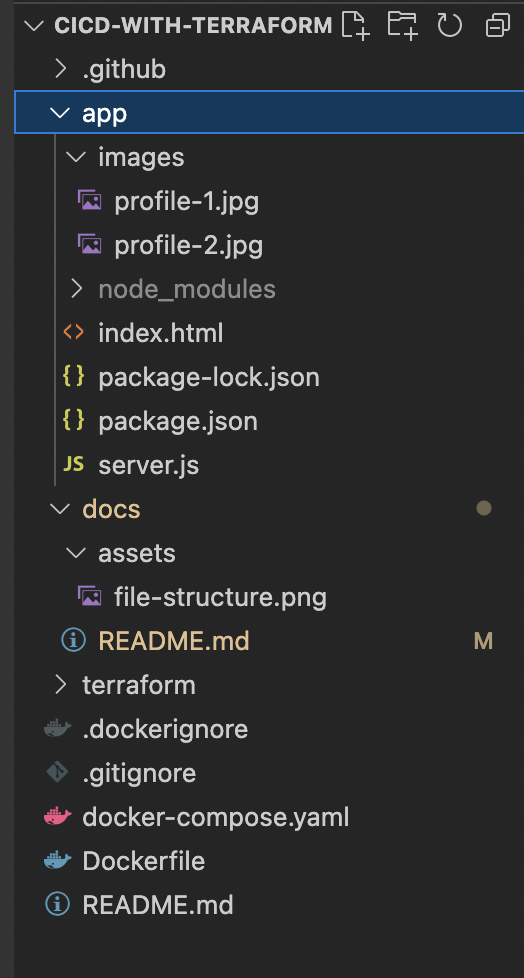 CICD-WITH-TERRAFORM
.github
app
images
profile-1.jpg
profile-2.jpg
node_modules
index.html
package-lock.json
package.json
JS server.js
docs
assets
file-structure.png
README.md M
terraform
.dockerignore
.gitignore
docker-compose.yaml
Dockerfile
README.md